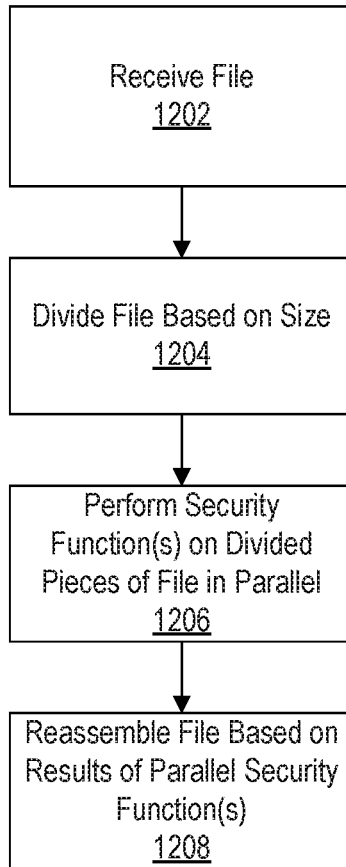 Receive File
1202
Divide File Based on Size
1204
Perform Security
Function(s) on Divided
Pieces of File in Parallel
1206
Reassemble File Based on
Results of Parallel Security
Function(s)
1208